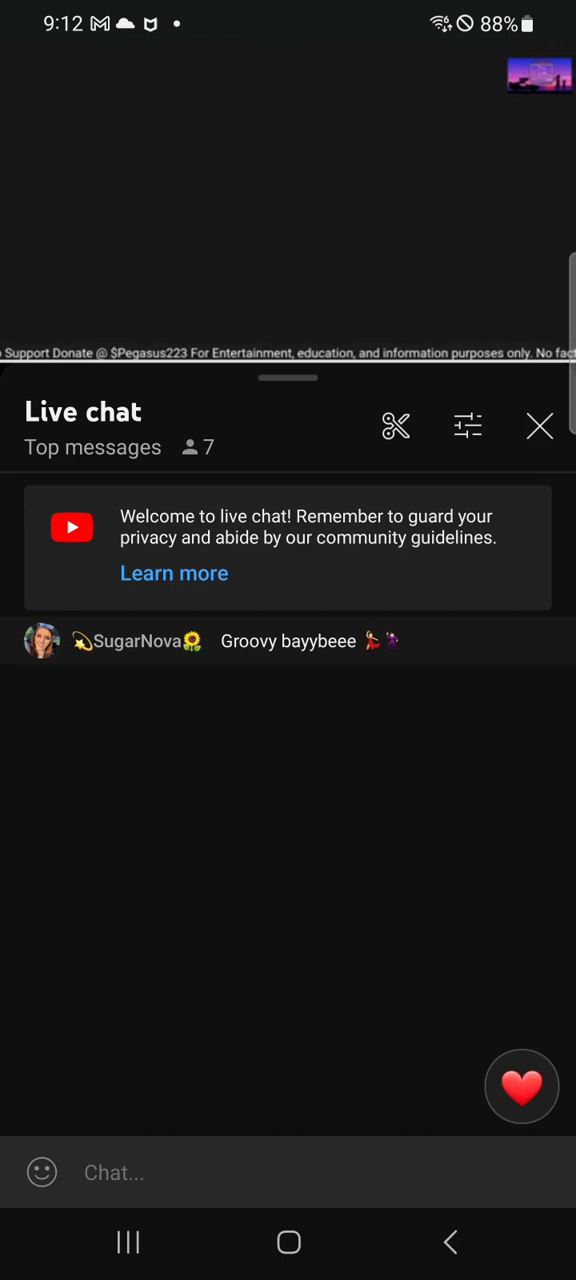 9:12
88%
Support Donate @ $Pegasus223 For Entertainment, education, and information purposes only. No
Live chat
Top messages 7
Welcome to live chat! Remember to guard your
privacy and abide by our community guidelines.
Learn more
💫SugarNova🌻 Groovy bayybeee 💃🕺
Chat...